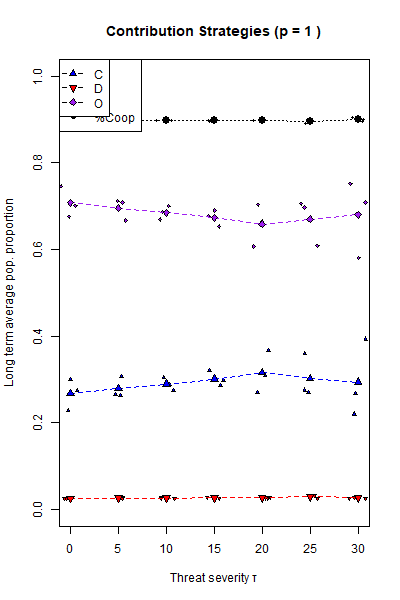 Contribution Strategies (p = 1 )
C
D
O
%Coop
Long term average pop. proportion
1.0
0.8
0.6
0.4
0.2
0.0
0 5 10 15 20 25 30
Threat severity τ